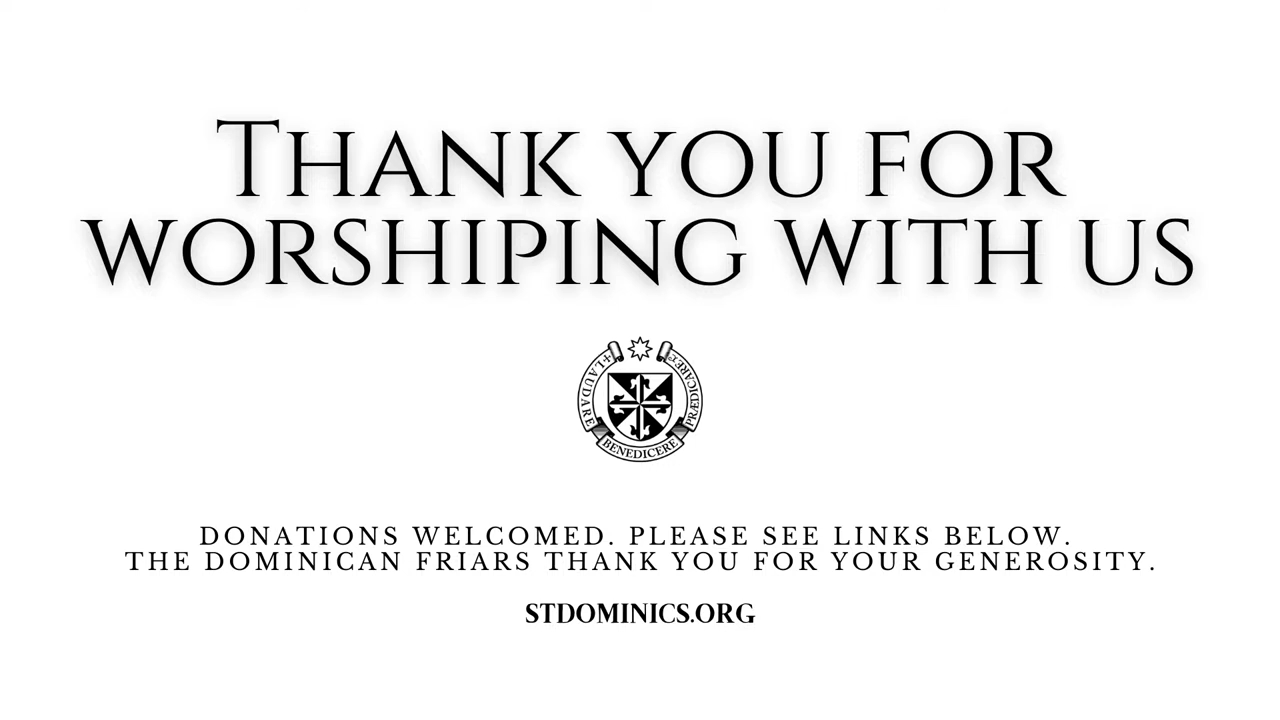 THANK YOU FOR
WORSHIPING WITH US
LAUDARE
BENEDICERE
PRÆDICARE
DONATIONS WELCOMED. PLEASE SEE LINKS BELOW.
THE DOMINICAN FRIARS THANK YOU FOR YOUR GENEROSITY.
STDOMINICS.ORG